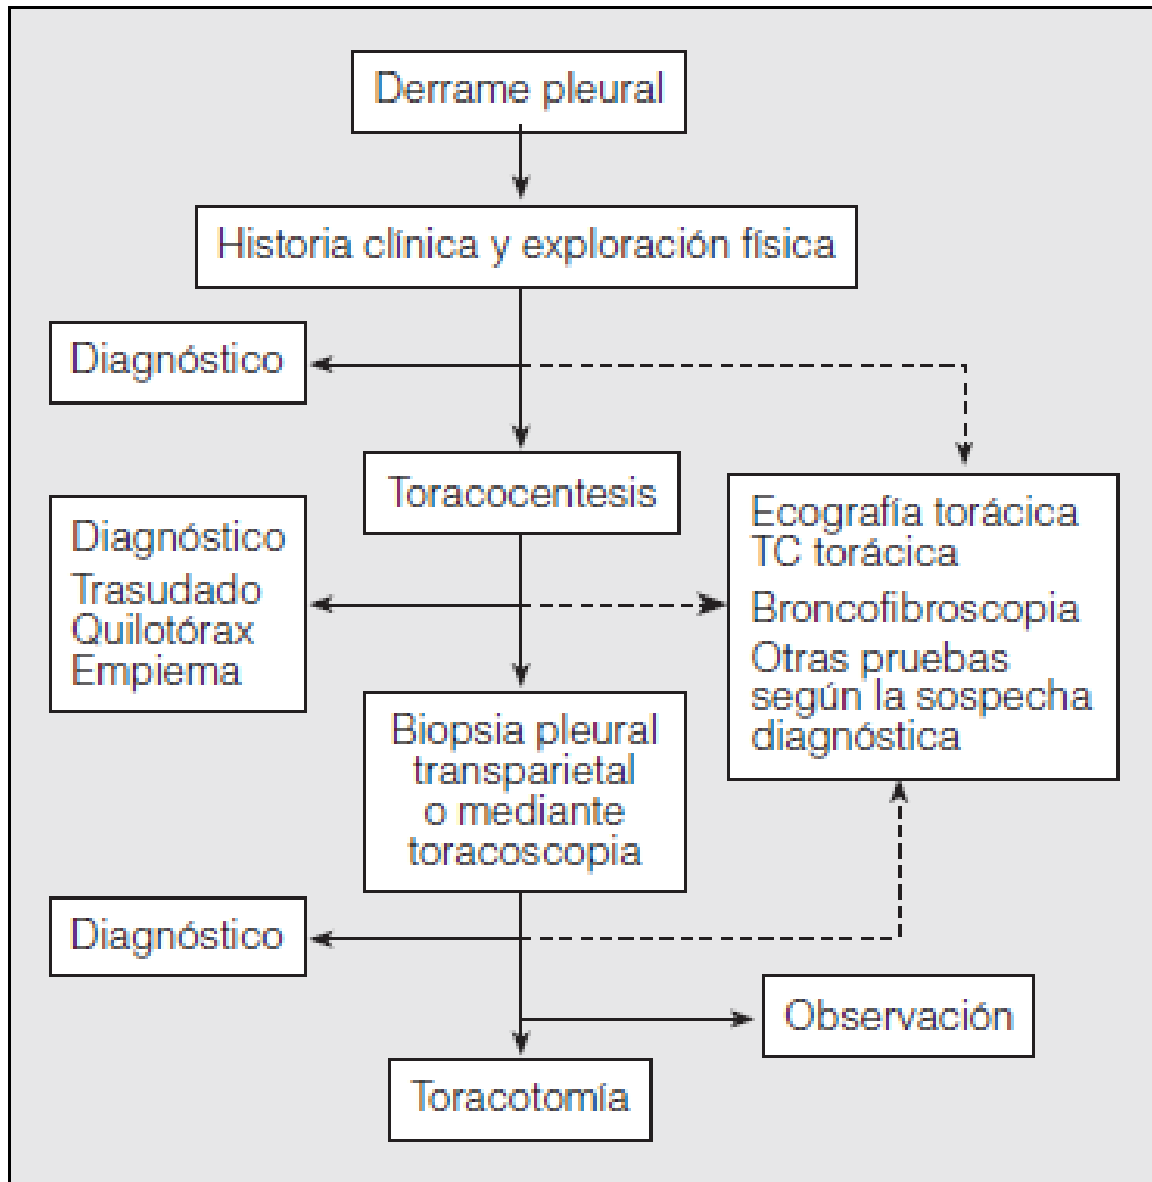 Derrame pleural
Historia clínica y exploración física
Diagnóstico
Toracocentesis
Diagnóstico
Trasudado
Quilotórax
Empiema
Ecografía torácica
TC torácica
Broncofibroscopia
Otras pruebas
según la sospecha
diagnóstica
Biopsia pleural
transparietal
o mediante
toracoscopia
Diagnóstico
Observación
Toracotomía